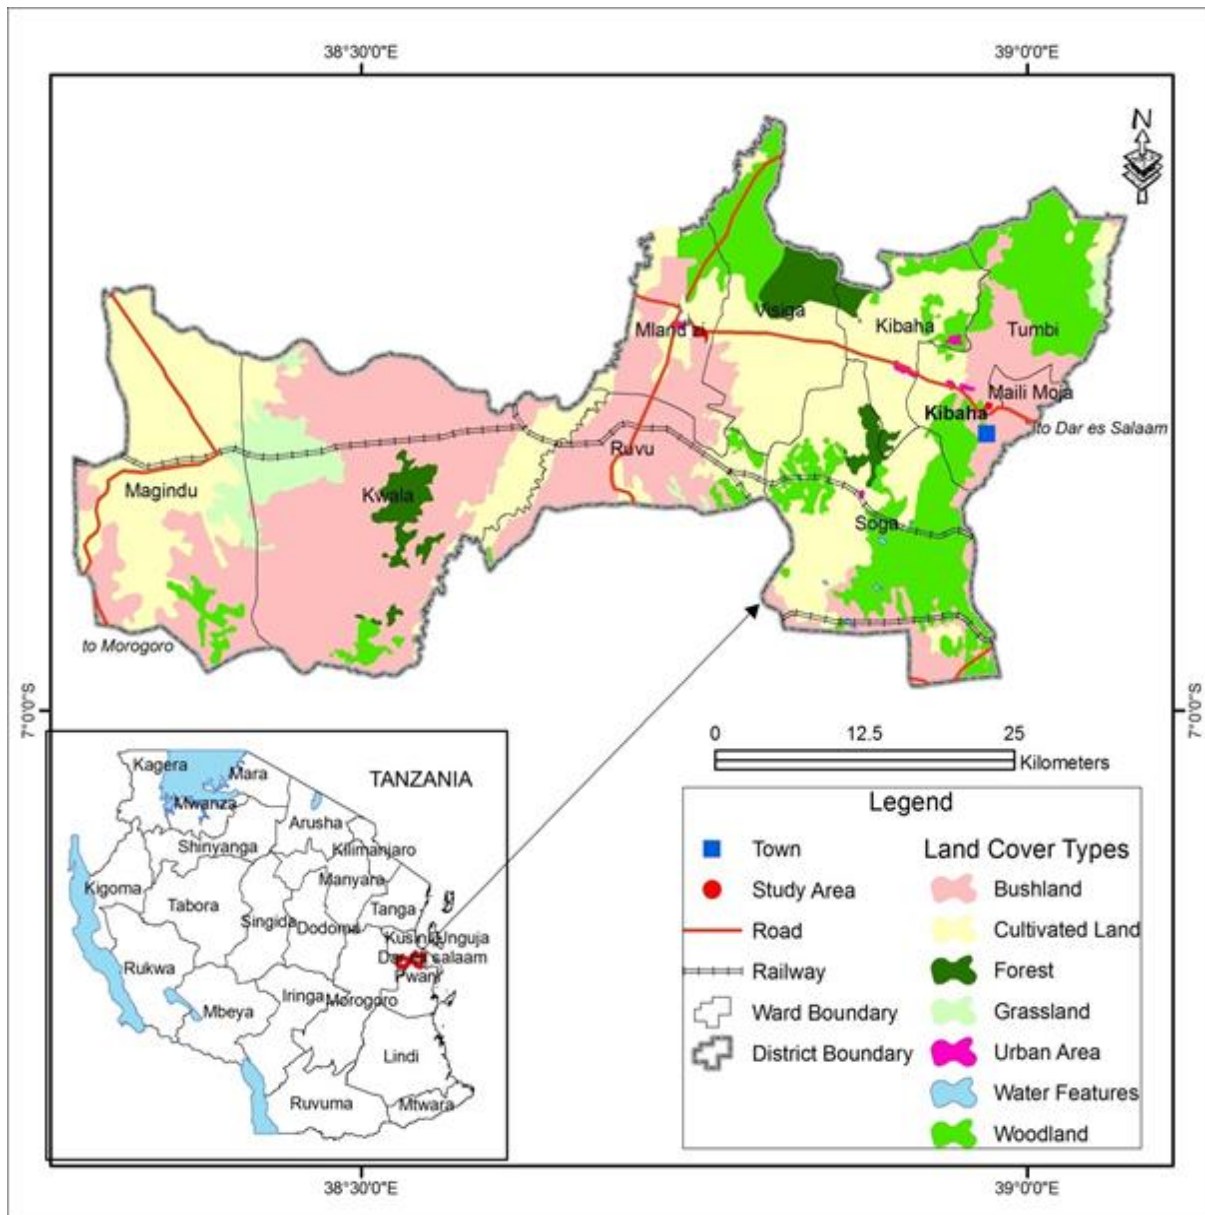 38°30'0"E
39°0'0"E
N
Visiga
Mlandizi
Kibaha
Tumbi
Maili Moja
Kibaha
to Dar es Salaam
Ruvu
Magindu
Kwala
Soga
to Morogoro
7°0'0"S
7°0'0"S
0 12.5 25
Kilometers
TANZANIA
Kagera
Mara
Mwanza
Arusha
Shinyanga
Kilimanjaro
Manyara
Kigoma
Tabora
Tanga
Singida
Dodoma
Kusini Unguja
Dar es salaam
Pwani
Rukwa
Iringa
Morogoro
Mbeya
Lindi
Ruvuma
Mtwara
Legend
Town
Study Area
Road
Railway
Ward Boundary
District Boundary
Land Cover Types
Bushland
Cultivated Land
Forest
Grassland
Urban Area
Water Features
Woodland
38°30'0"E
39°0'0"E